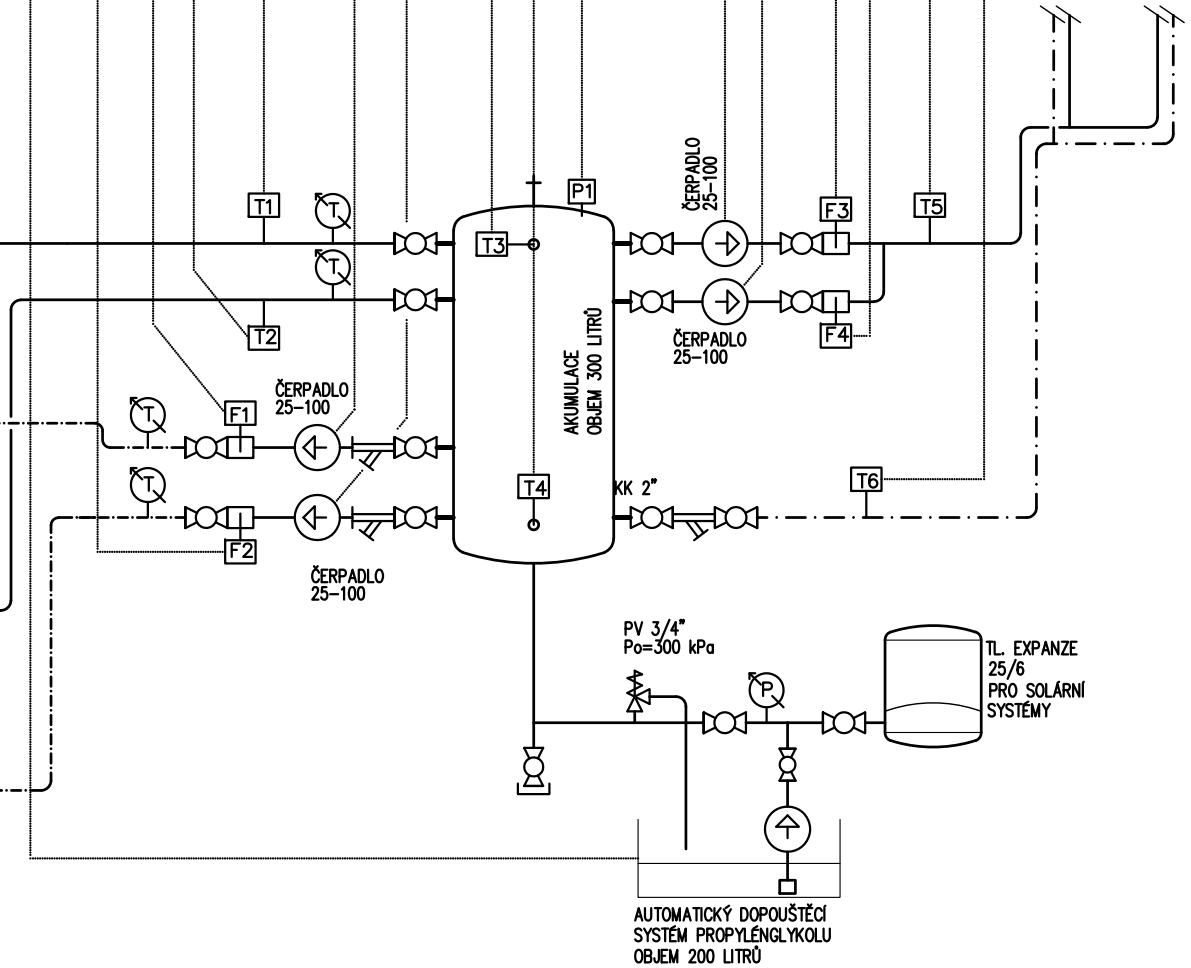 T1
T
P1
ČERPADLO
25-100
F3
T5
T3
T
T2
ČERPADLO
25-100
F4
AKUMULACE
OBJEM 300 LITRŮ
ČERPADLO
25-100
T
F1
T
F2
T4
KK 2"
T6
ČERPADLO
25-100
PV 3/4"
Po=300 kPa
P
TL. EXPANZE
25/6
PRO SOLÁRNÍ
SYSTÉMY
AUTOMATICKÝ DOPOUŠTĚCÍ
SYSTÉM PROPYLÉNGLYKOLU
OBJEM 200 LITRŮ